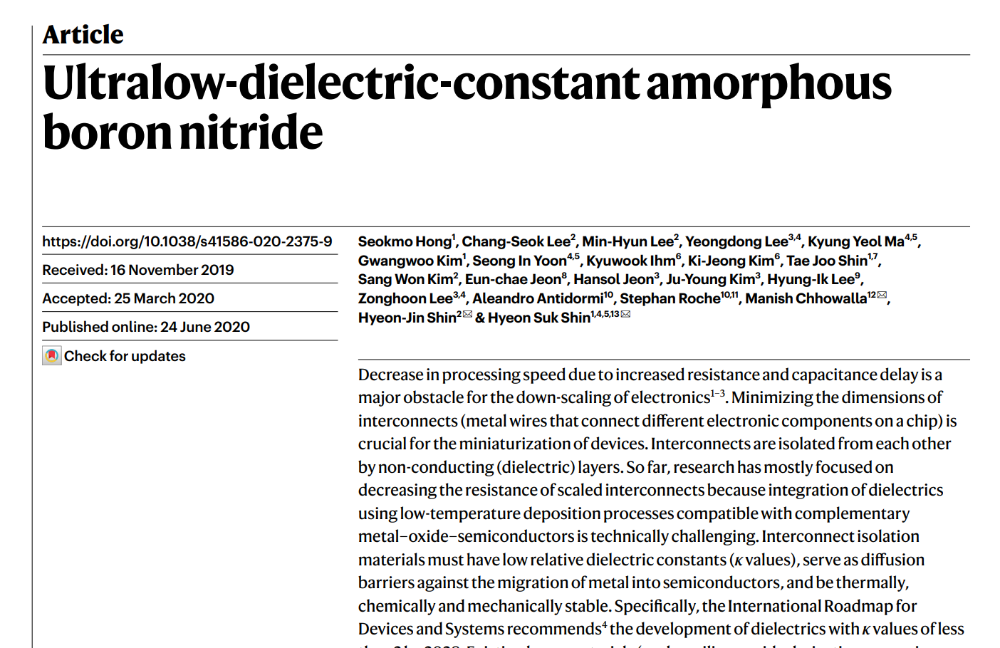 Article
Ultralow-dielectric-constant amorphous
boron nitride
https://doi.org/10.1038/s41586-020-2375-9
Received: 16 November 2019
Accepted: 25 March 2020
Published online: 24 June 2020
Check for updates
Seokmo Hong1, Chang-Seok Lee2, Min-Hyun Lee2, Yeongdong Lee3,4, Kyung Yeol Ma4,5,
Gwangwoo Kim1, Seong In Yoon4,5, Kyuwook Ihm6, Ki-Jeong Kim6, Tae Joo Shin1,7,
Sang Won Kim2, Eun-chae Jeon8, Hansol Jeon3, Ju-Young Kim3, Hyung-Ik Lee9,
Zonghoon Lee3,4, Aleandro Antidormi10, Stephan Roche10,11, Manish Chhowalla12✉,
Hyeon-Jin Shin2✉ & Hyeon Suk Shin1,4,5,13✉
Decrease in processing speed due to increased resistance and capacitance delay is a
major obstacle for the down-scaling of electronics1–3. Minimizing the dimensions of
interconnects (metal wires that connect different electronic components on a chip) is
crucial for the miniaturization of devices. Interconnects are isolated from each other
by non-conducting (dielectric) layers. So far, research has mostly focused on
decreasing the resistance of scaled interconnects because integration of dielectrics
using low-temperature deposition processes compatible with complementary
metal–oxide–semiconductors is technically challenging. Interconnect isolation
materials must have low relative dielectric constants (κ values), serve as diffusion
barriers against the migration of metal into semiconductors, and be thermally,
chemically and mechanically stable. Specifically, the International Roadmap for
Devices and Systems recommends4 the development of dielectrics with κ values of less